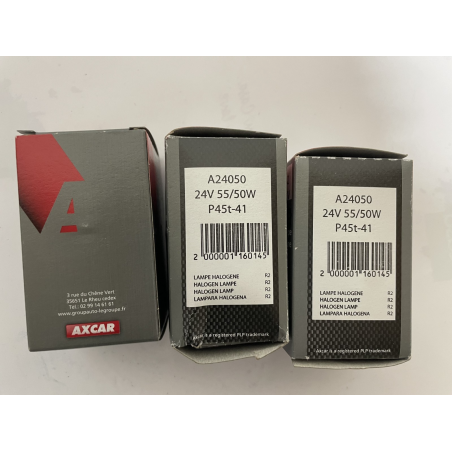 A
3 rue du Chêne Vert
35651 Le Rheu cedex
Tel.: 02 99 14 61 61
www.groupauto-legroupe.fr
AXCAR
A24050
24V 55/50W
P45t-41
2 000001 160145
LAMPE HALOGENE R2
HALOGEN LAMPE R2
HALOGEN LAMP R2
LAMPARA HALOGENA R2
Axcar is a registered PLP trademark
A24050
24V 55/50W
P45t-41
2 000001 160145
LAMPE HALOGENE R2
HALOGEN LAMPE R2
HALOGEN LAMP R2
LAMPARA HALOGENA R2
Axcar is a registered PLP trademark